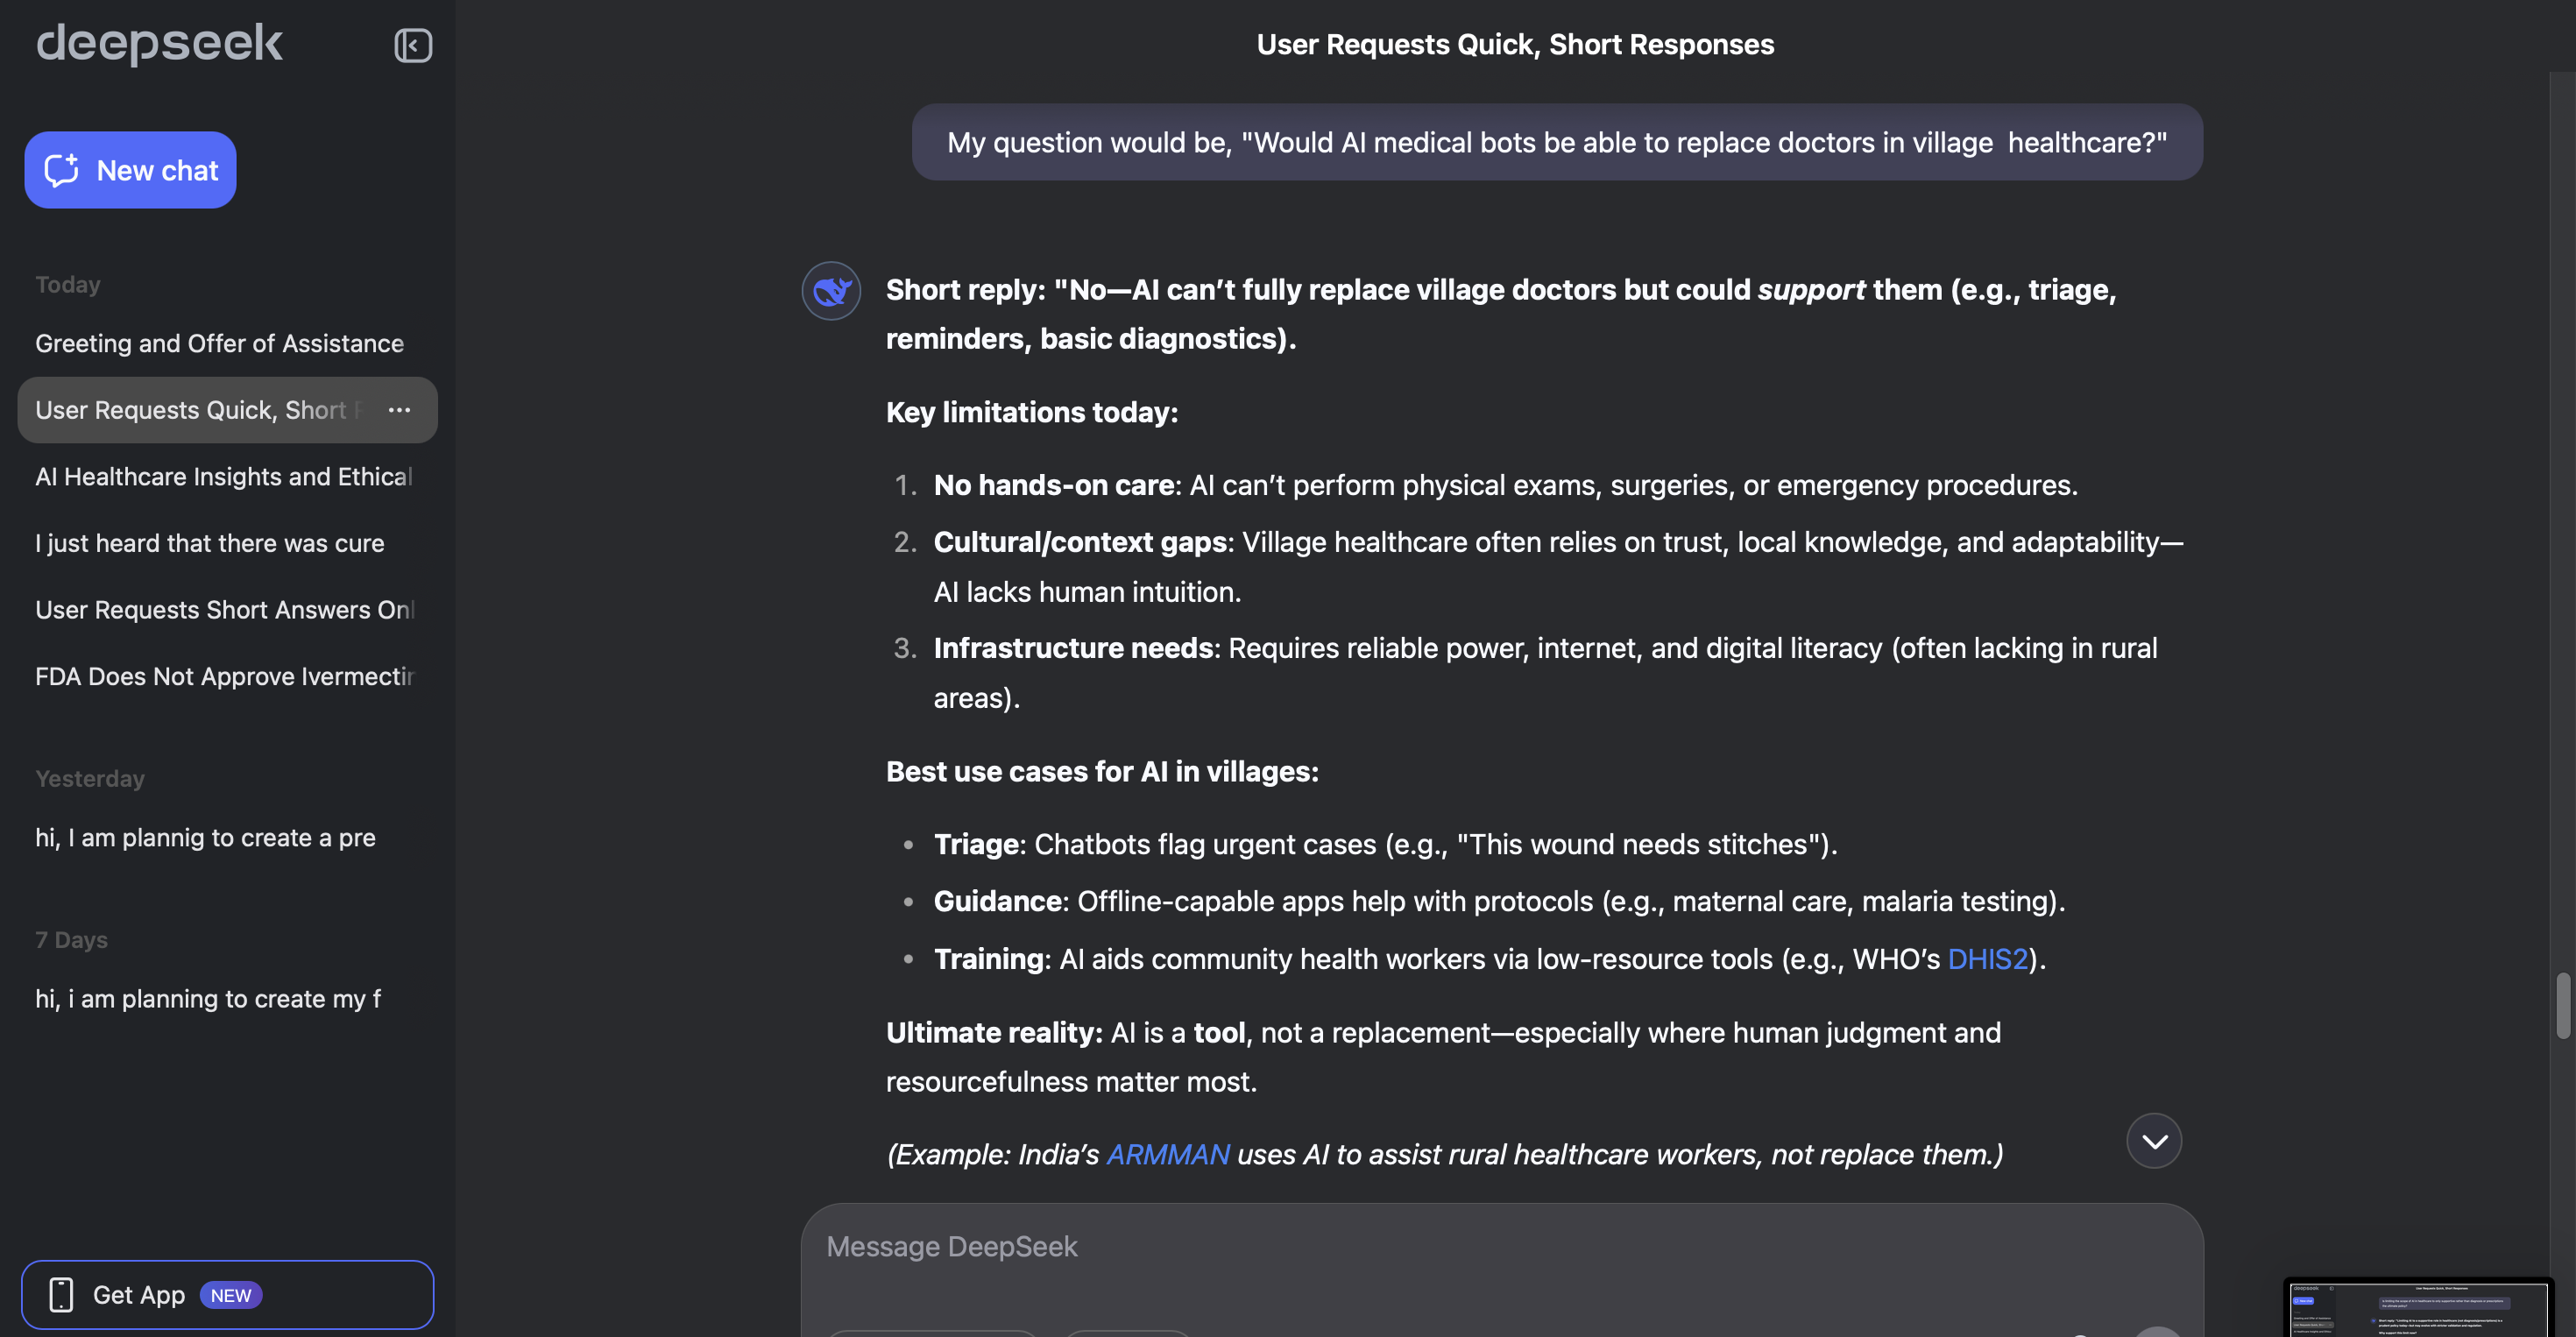 deepseek
New chat
Today
Greeting and Offer of Assistance
User Requests Quick, Short
AI Healthcare Insights and Ethical
I just heard that there was cure
User Requests Short Answers Onl
FDA Does Not Approve Ivermectin
Yesterday
hi, I am plannig to create a pre
7 Days
hi, i am planning to create my f
Get App NEW
User Requests Quick, Short Responses
My question would be, "Would AI medical bots be able to replace doctors in village  healthcare?"
Short reply: "No—AI can’t fully replace village doctors but could support them (e.g., triage,
reminders, basic diagnostics).
Key limitations today:
1. No hands-on care: AI can’t perform physical exams, surgeries, or emergency procedures.
2. Cultural/context gaps: Village healthcare often relies on trust, local knowledge, and adaptability—
AI lacks human intuition.
3. Infrastructure needs: Requires reliable power, internet, and digital literacy (often lacking in rural
areas).
Best use cases for AI in villages:
• Triage: Chatbots flag urgent cases (e.g., "This wound needs stitches").
• Guidance: Offline-capable apps help with protocols (e.g., maternal care, malaria testing).
• Training: AI aids community health workers via low-resource tools (e.g., WHO’s DHIS2).
Ultimate reality: AI is a tool, not a replacement—especially where human judgment and
resourcefulness matter most.
(Example: India’s ARMMAN uses AI to assist rural healthcare workers, not replace them.)
Message DeepSeek